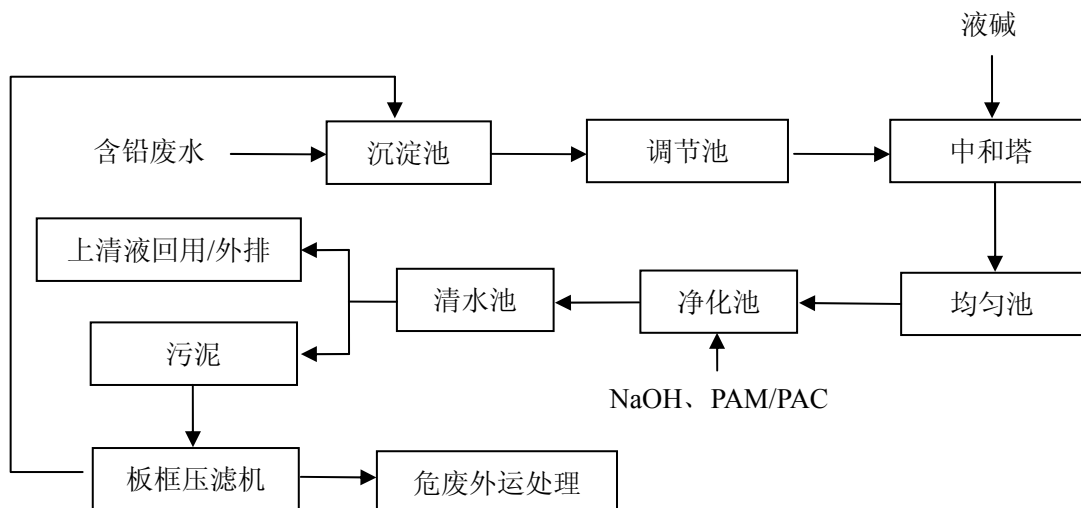 液碱
含铅废水
沉淀池
调节池
中和塔
上清液回用/外排
清水池
净化池
均匀池
污泥
NaOH、PAM/PAC
板框压滤机
危废外运处理